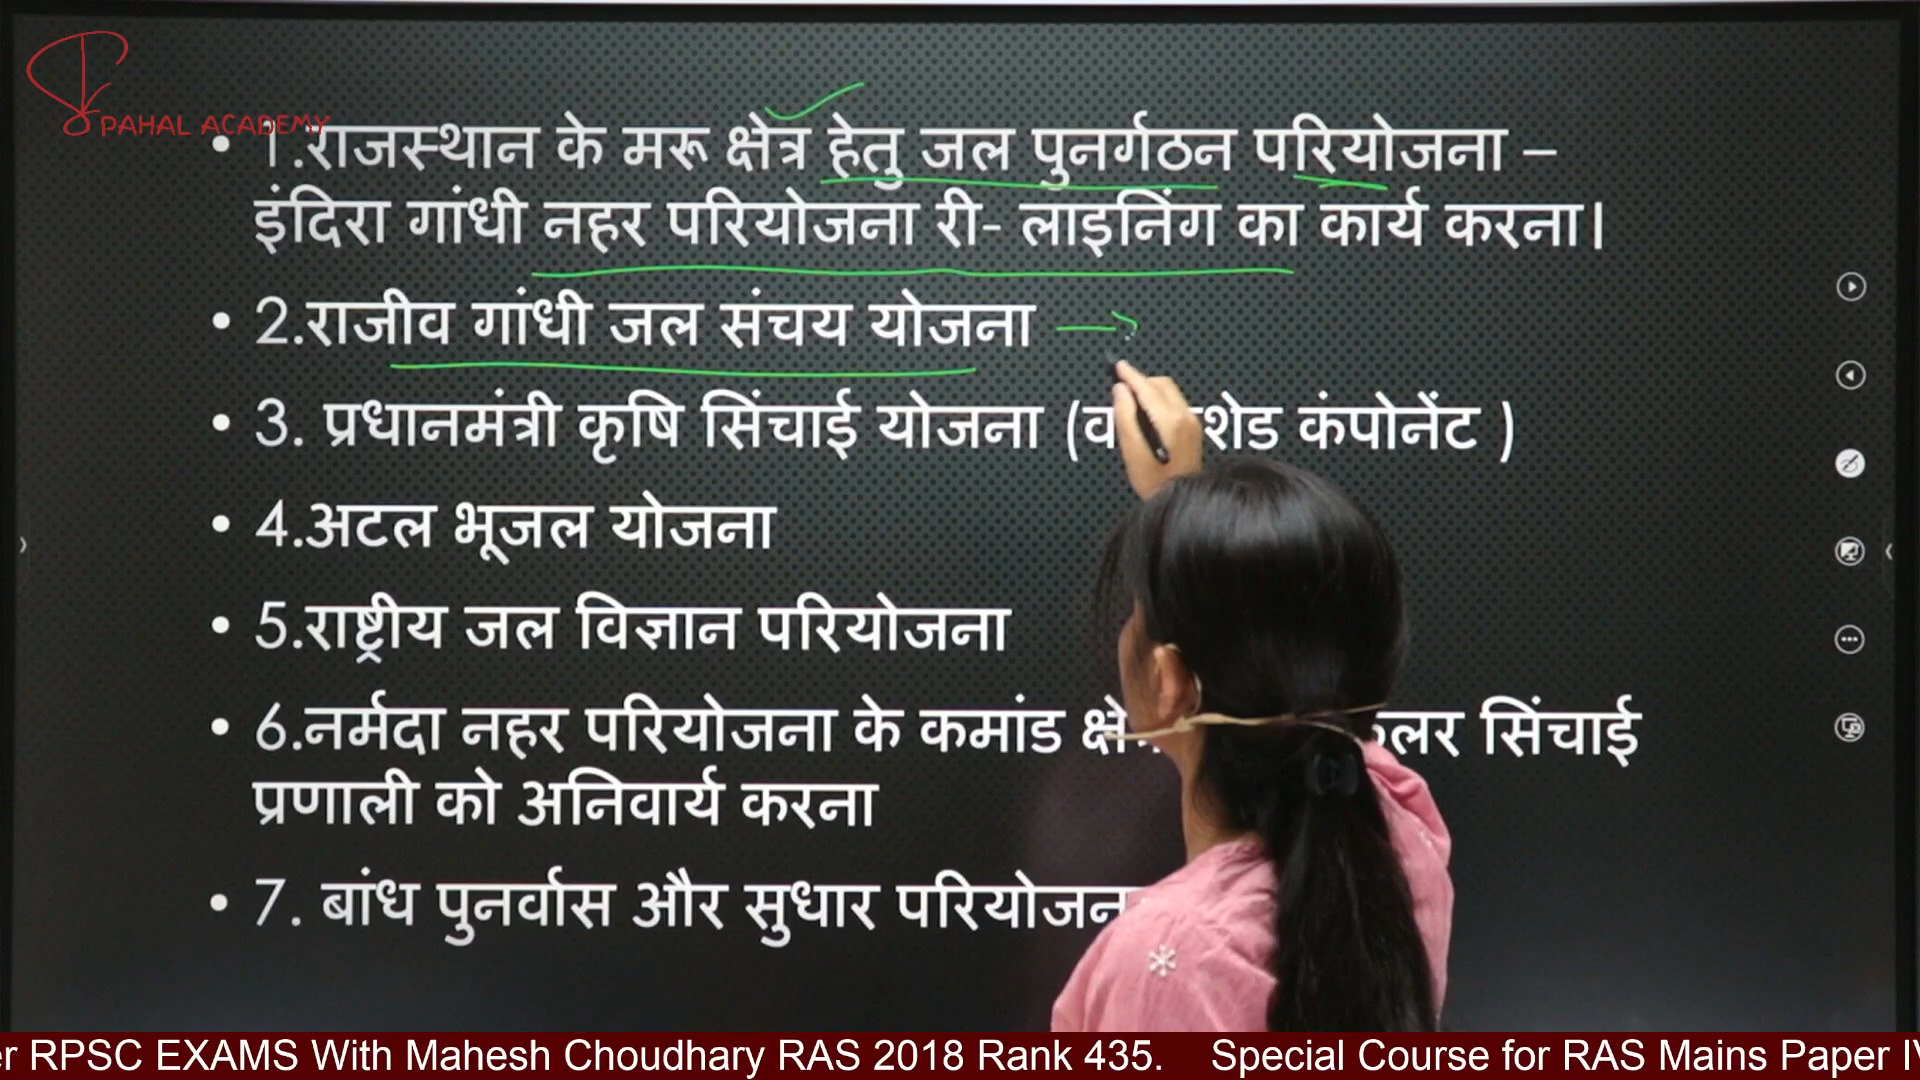 PAHAL ACADEMY
• 1.राजस्थान के मरू क्षेत्र हेतु जल पुनर्गठन परियोजना –
इंदिरा गांधी नहर परियोजना री- लाइनिंग का कार्य करना।
• 2.राजीव गांधी जल संचय योजना →
• 3. प्रधानमंत्री कृषि सिंचाई योजना ( शेड कंपोनेंट )
• 4.अटल भूजल योजना
• 5.राष्ट्रीय जल विज्ञान परियोजना
• 6.नर्मदा नहर परियोजना के कमांड सिंचाई
प्रणाली को अनिवार्य करना
• 7. बांध पुनर्वास और सुधार
RPSC EXAMS With Mahesh Choudhary RAS 2018 Rank 435. Special Course for RAS Mains Paper